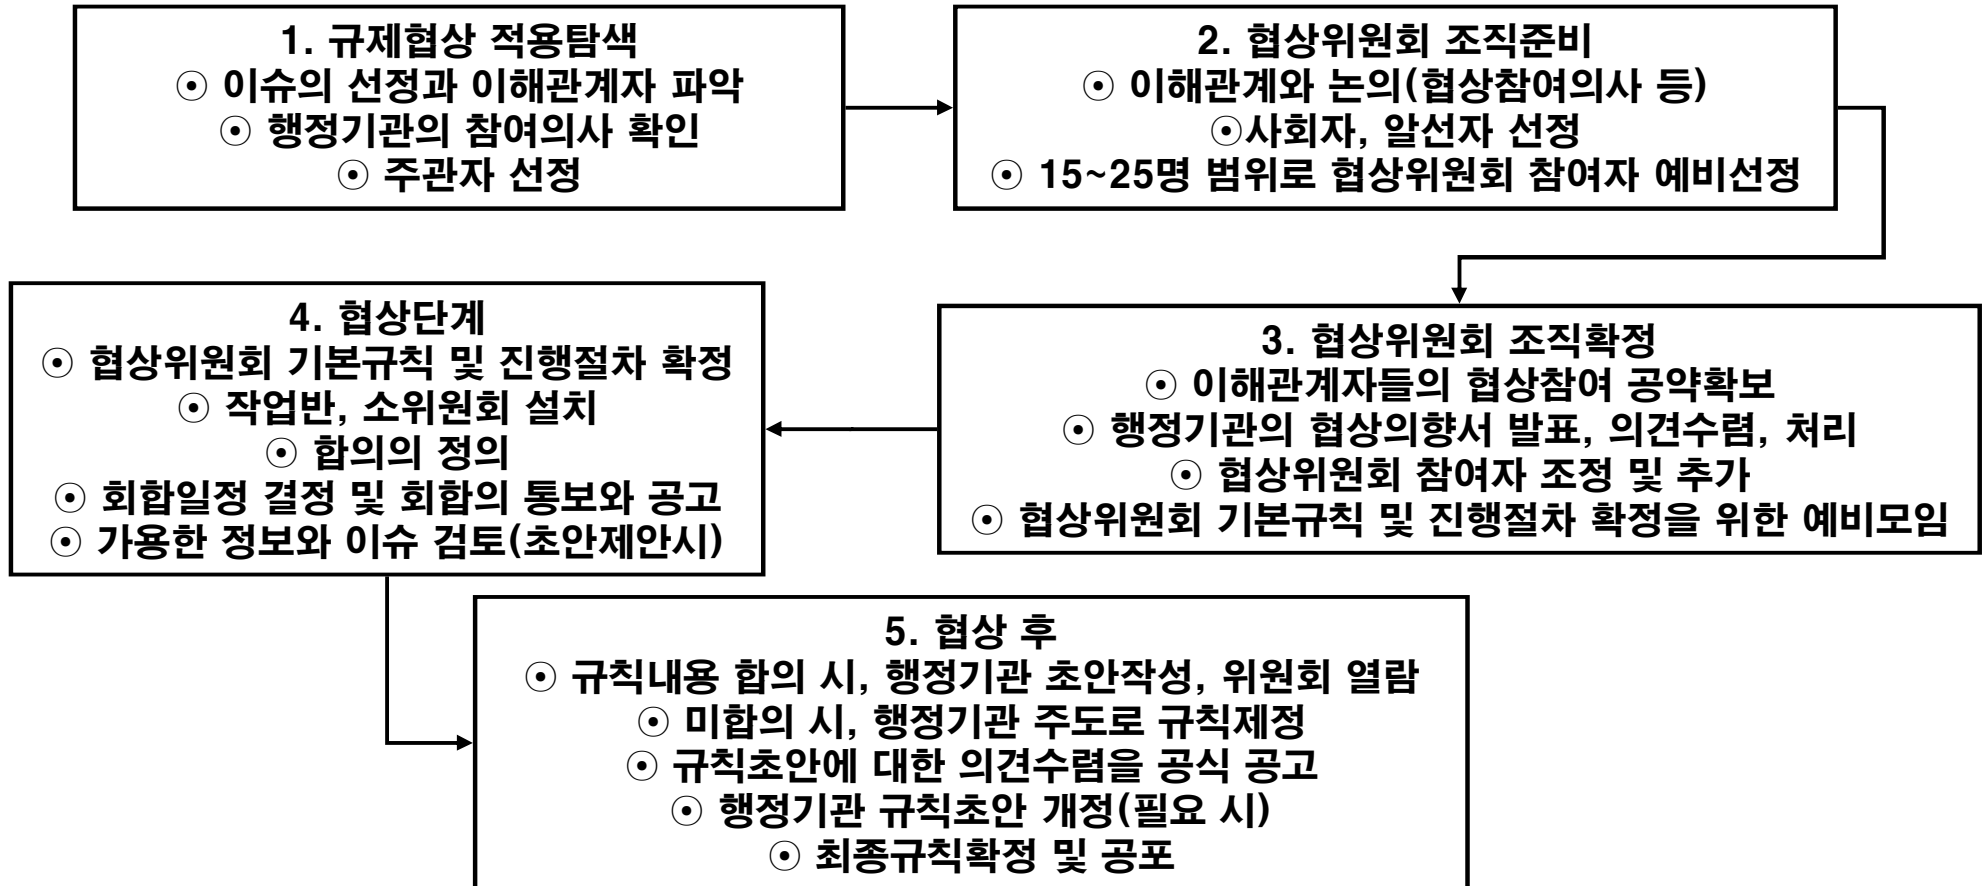 1. 규제협상 적용탐색
⊙ 이슈의 선정과 이해관계자 파악
⊙ 행정기관의 참여의사 확인
⊙ 주관자 선정
2. 협상위원회 조직준비
⊙ 이해관계와 논의(협상참여의사 등)
⊙사회자, 알선자 선정
⊙ 15~25명 범위로 협상위원회 참여자 예비선정
3. 협상위원회 조직확정
⊙ 이해관계자들의 협상참여 공약확보
⊙ 행정기관의 협상의향서 발표, 의견수렴, 처리
⊙ 협상위원회 참여자 조정 및 추가
⊙ 협상위원회 기본규칙 및 진행절차 확정을 위한 예비모임
4. 협상단계
⊙ 협상위원회 기본규칙 및 진행절차 확정
⊙ 작업반, 소위원회 설치
⊙ 합의의 정의
⊙ 회합일정 결정 및 회합의 통보와 공고
⊙ 가용한 정보와 이슈 검토(초안제안시)
5. 협상 후
⊙ 규칙내용 합의 시, 행정기관 초안작성, 위원회 열람
⊙ 미합의 시, 행정기관 주도로 규칙제정
⊙ 규칙초안에 대한 의견수렴을 공식 공고
⊙ 행정기관 규칙초안 개정(필요 시)
⊙ 최종규칙확정 및 공포